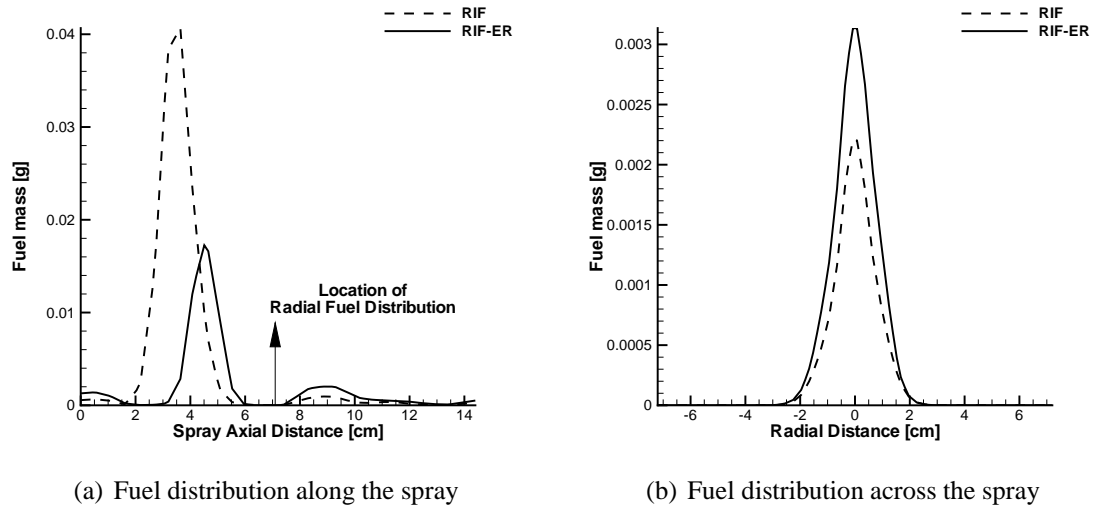 RIF
RIF-ER
0.04
0.03
0.02
0.01
0
Fuel mass [g]
Location of
Radial Fuel Distribution
0 2 4 6 8 10 12 14
Spray Axial Distance [cm]
(a) Fuel distribution along the spray
RIF
RIF-ER
0.003
0.0025
0.002
0.0015
0.001
0.0005
0
Fuel mass [g]
-6 -4 -2 0 2 4 6
Radial Distance [cm]
(b) Fuel distribution across the spray